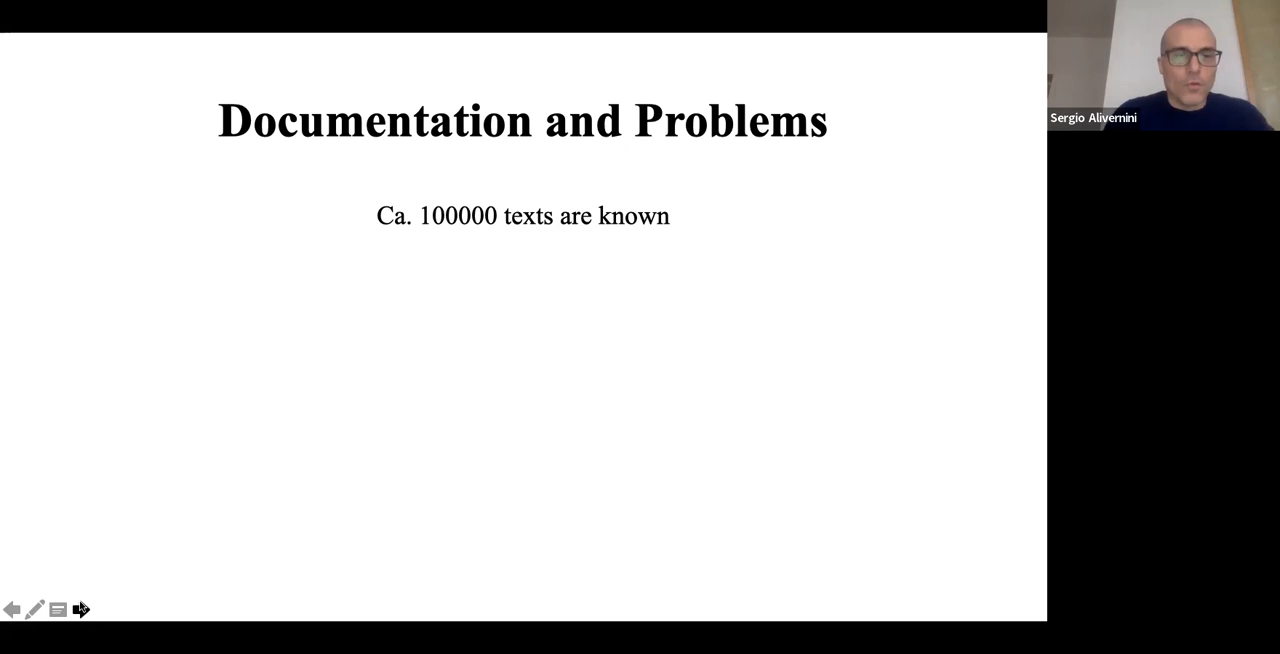 Documentation and Problems
Ca. 100000 texts are known
Sergio Alivernini